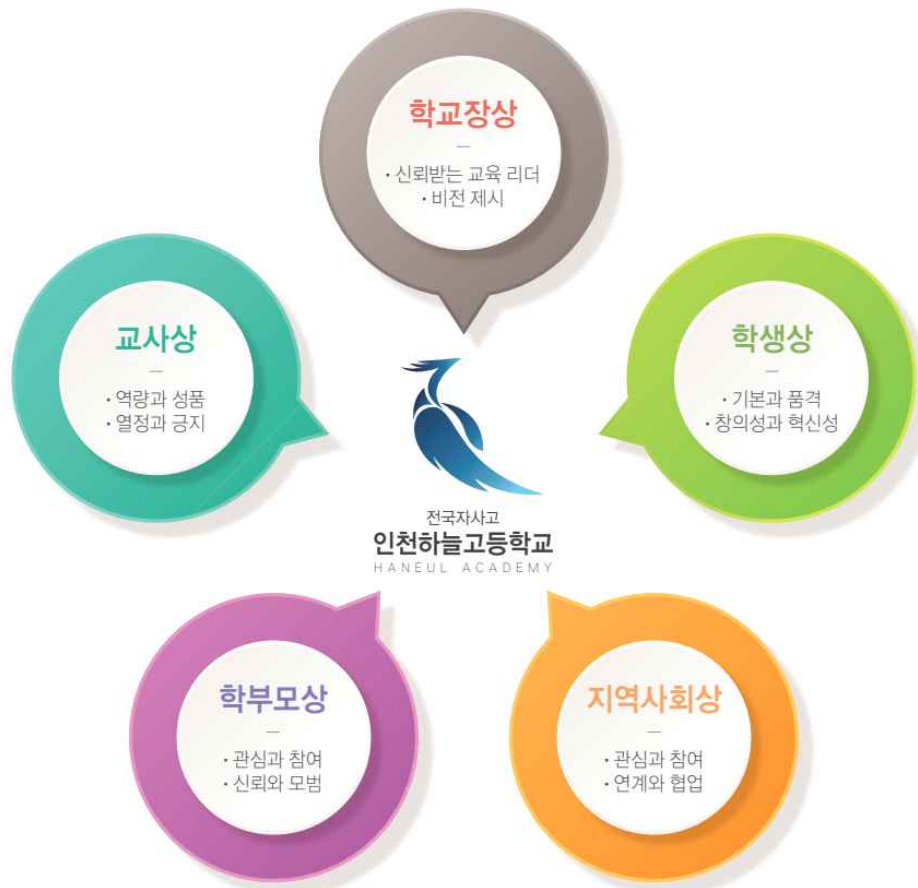 학교장상
· 신뢰받는 교육 리더
· 비전 제시
교사상
· 역량과 성품
· 열정과 긍지
학생상
· 기본과 품격
· 창의성과 혁신성
전국자사고
인천하늘고등학교
HANEUL ACADEMY
학부모상
· 관심과 참여
· 신뢰와 모범
지역사회상
· 관심과 참여
· 연계와 협업